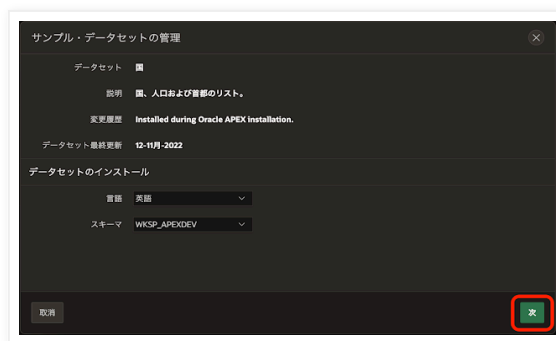 サンプル・データセットの管理
データセット 国
説明 国、人口および首都のリスト。
変更履歴 Installed during Oracle APEX installation.
データセット最終更新 12-11月-2022
データセットのインストール
言語 英語
スキーマ WKSP_APEXDEV
取消 次